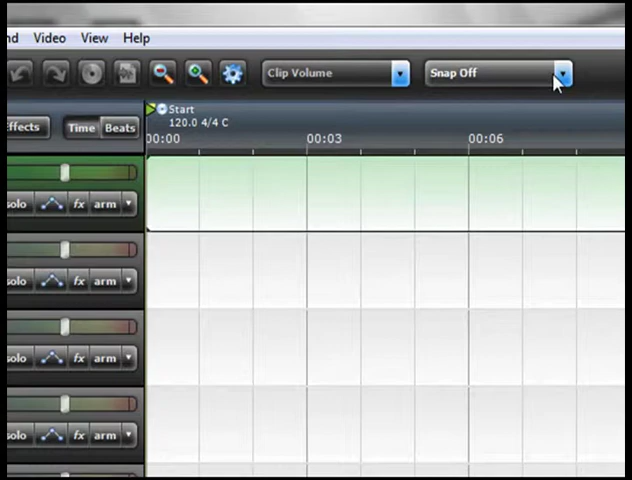 nd Video View Help
Clip Volume Snap Off
Start
120.0 4/4 C
ffects Time Beats
00:00 00:03 00:06
solo fx arm
solo fx arm
solo fx arm
solo fx arm